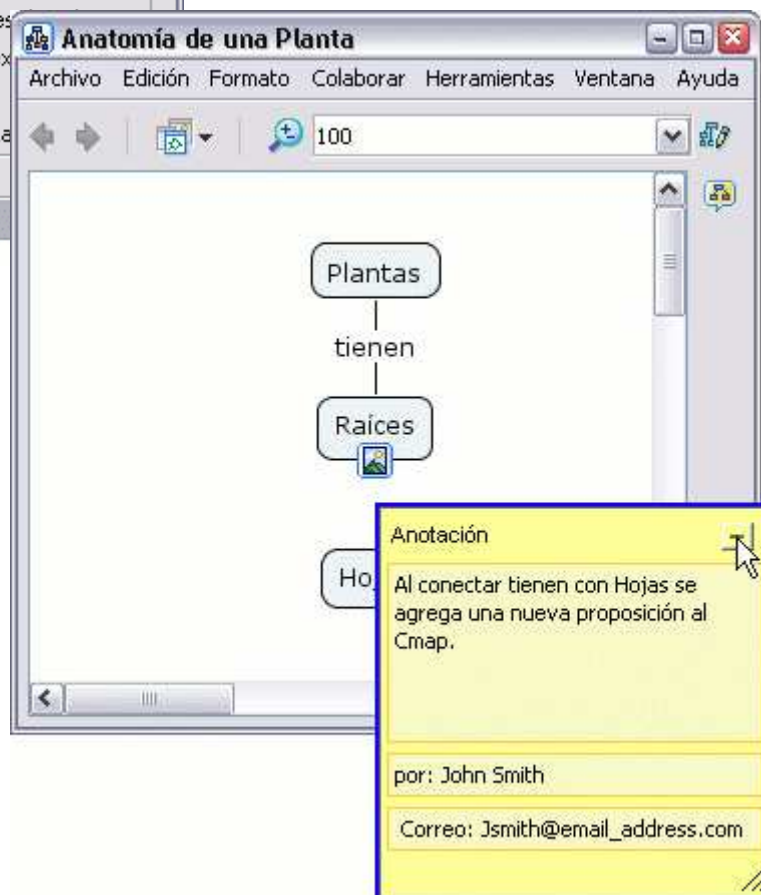 Anatomía de una Planta
Archivo Edición Formato Colaborar Herramientas Ventana Ayuda
100
Plantas
tienen
Raíces
Ho
Anotación
Al conectar tienen con Hojas se
agrega una nueva proposición al
Cmap.
por: John Smith
Correo: Jsmith@email_address.com